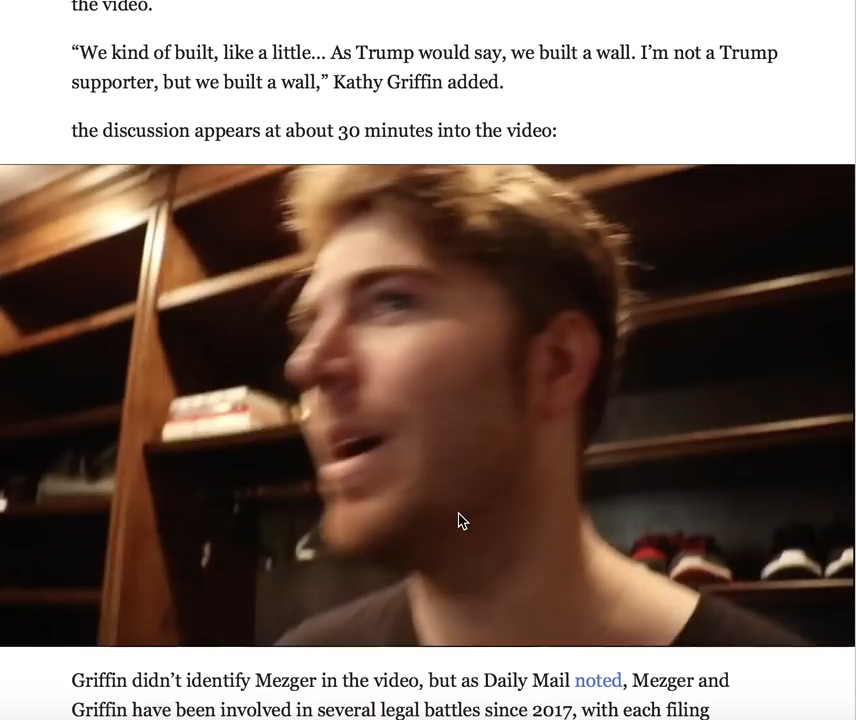 the video.
“We kind of built, like a little... As Trump would say, we built a wall. I’m not a Trump
supporter, but we built a wall,” Kathy Griffin added.
the discussion appears at about 30 minutes into the video:
Griffin didn’t identify Mezger in the video, but as Daily Mail noted, Mezger and
Griffin have been involved in several legal battles since 2017, with each filing